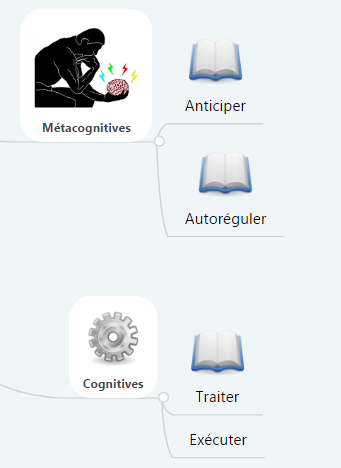 Métacognitives
Anticiper
Autoréguler
Cognitives
Traiter
Exécuter